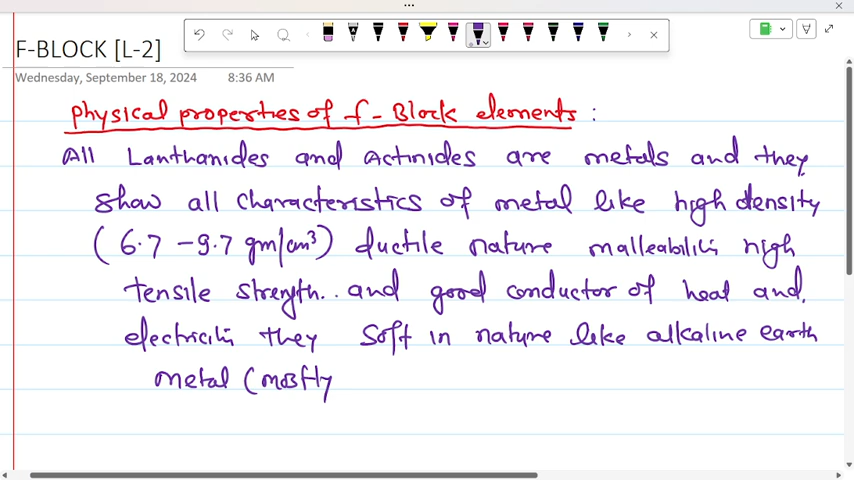 F-BLOCK [L-2]
Wednesday, September 18, 2024 8:36 AM
Physical properties of f-Block elements :
All Lanthanides and Actinides are metals and they
show all characteristics of metal like high density
(6.7 - 9.7 gm/cm³) ductile nature malleability high
tensile strength.. and good conductor of heat and.
electricity they soft in nature like alkaline earth
metal (mostly